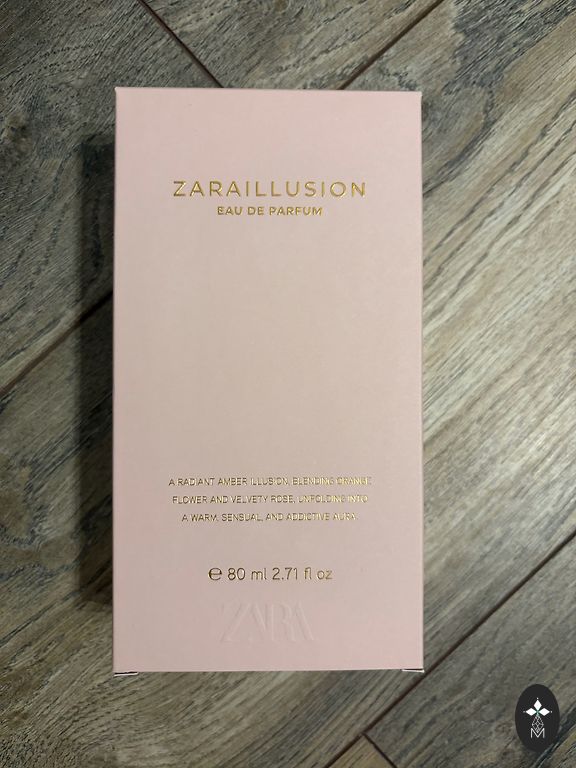 ZARAILLUSION
EAU DE PARFUM
A RADIANT AMBER ILLUSION, BLENDING ORANGE
FLOWER AND VELVETY ROSE, UNFOLDING INTO
A WARM, SENSUAL, AND ADDICTIVE AURA.
℮ 80 ml 2.71 fl oz
ZARA
M